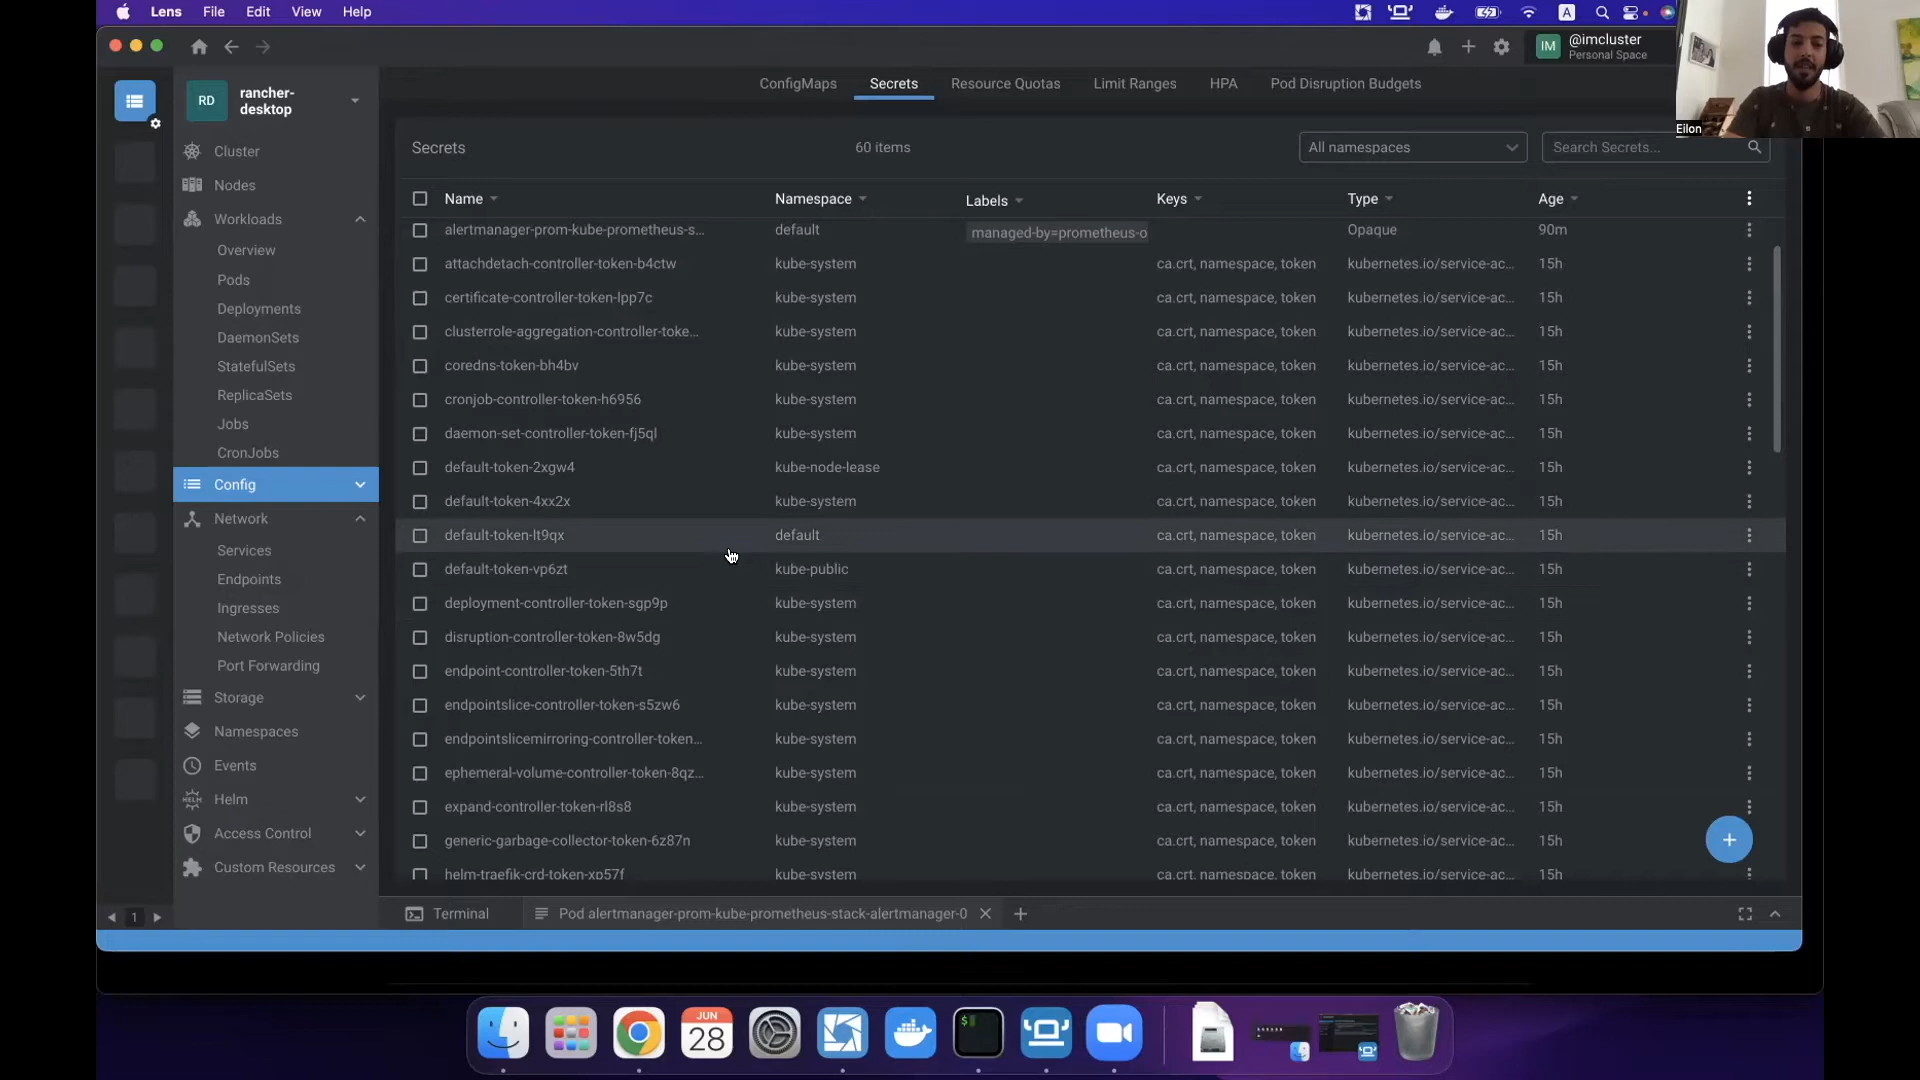 Lens File Edit View Help
A
IM @imcluster
Personal Space
Eilon
RD rancher-desktop
Cluster
Nodes
Workloads
Overview
Pods
Deployments
DaemonSets
StatefulSets
ReplicaSets
Jobs
CronJobs
Config
Network
Services
Endpoints
Ingresses
Network Policies
Port Forwarding
Storage
Namespaces
Events
HELM Helm
Access Control
Custom Resources
1
ConfigMaps Secrets Resource Quotas Limit Ranges HPA Pod Disruption Budgets
Secrets 60 items All namespaces Search Secrets...
Name Namespace Labels Keys Type Age
alertmanager-prom-kube-prometheus-s... default managed-by=prometheus-o Opaque 90m
attachdetach-controller-token-b4ctw kube-system ca.crt, namespace, token kubernetes.io/service-ac... 15h
certificate-controller-token-lpp7c kube-system ca.crt, namespace, token kubernetes.io/service-ac... 15h
clusterrole-aggregation-controller-toke... kube-system ca.crt, namespace, token kubernetes.io/service-ac... 15h
coredns-token-bh4bv kube-system ca.crt, namespace, token kubernetes.io/service-ac... 15h
cronjob-controller-token-h6956 kube-system ca.crt, namespace, token kubernetes.io/service-ac... 15h
daemon-set-controller-token-fj5ql kube-system ca.crt, namespace, token kubernetes.io/service-ac... 15h
default-token-2xgw4 kube-node-lease ca.crt, namespace, token kubernetes.io/service-ac... 15h
default-token-4xx2x kube-system ca.crt, namespace, token kubernetes.io/service-ac... 15h
default-token-lt9qx default ca.crt, namespace, token kubernetes.io/service-ac... 15h
default-token-vp6zt kube-public ca.crt, namespace, token kubernetes.io/service-ac... 15h
deployment-controller-token-sgp9p kube-system ca.crt, namespace, token kubernetes.io/service-ac... 15h
disruption-controller-token-8w5dg kube-system ca.crt, namespace, token kubernetes.io/service-ac... 15h
endpoint-controller-token-5th7t kube-system ca.crt, namespace, token kubernetes.io/service-ac... 15h
endpointslice-controller-token-s5zw6 kube-system ca.crt, namespace, token kubernetes.io/service-ac... 15h
endpointslicemirroring-controller-token... kube-system ca.crt, namespace, token kubernetes.io/service-ac... 15h
ephemeral-volume-controller-token-8qz... kube-system ca.crt, namespace, token kubernetes.io/service-ac... 15h
expand-controller-token-rl8s8 kube-system ca.crt, namespace, token kubernetes.io/service-ac... 15h
generic-garbage-collector-token-6z87n kube-system ca.crt, namespace, token kubernetes.io/service-ac... 15h
helm-traefik-crd-token-xp57f kube-system ca.crt, namespace, token kubernetes.io/service-ac... 15h
Terminal Pod alertmanager-prom-kube-prometheus-stack-alertmanager-0
JUN
28
$